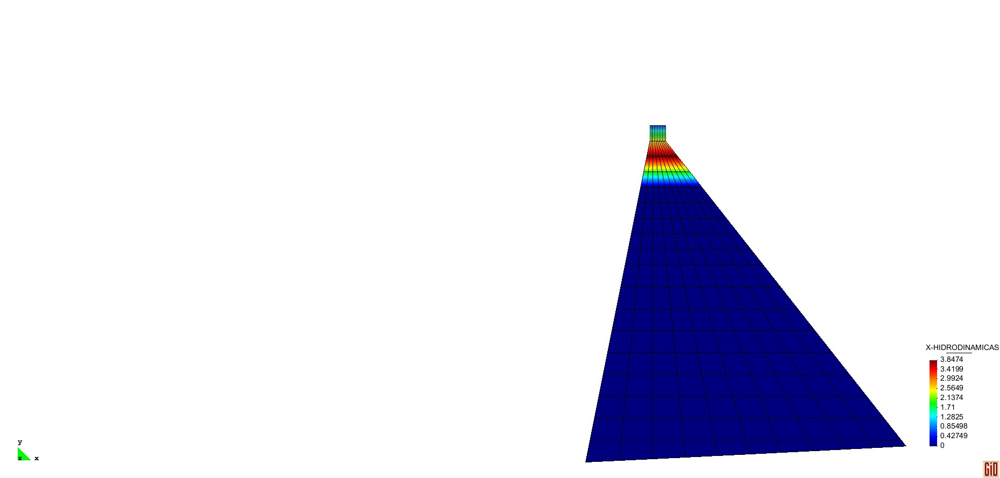 X-HIDRODINAMICAS
3.8474
3.4199
2.9924
2.5649
2.1374
1.71
1.2825
0.85498
0.42749
0
y
z x
GiD